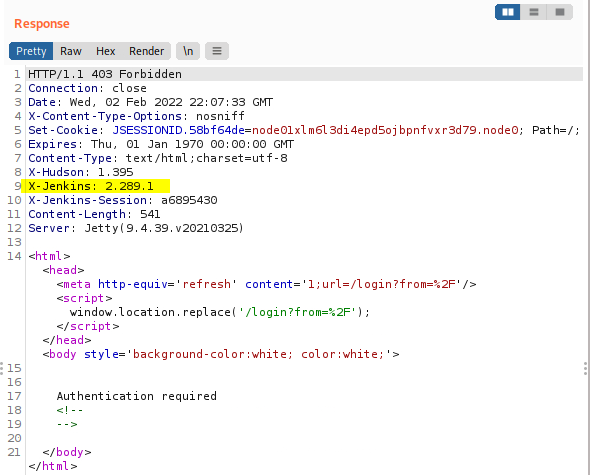 Response
Pretty Raw Hex Render \n
1 HTTP/1.1 403 Forbidden
2 Connection: close
3 Date: Wed, 02 Feb 2022 22:07:33 GMT
4 X-Content-Type-Options: nosniff
5 Set-Cookie: JSESSIONID.58bf64de=node01xlm6l3di4epd5ojbpnfvxr3d79.node0; Path=/;
6 Expires: Thu, 01 Jan 1970 00:00:00 GMT
7 Content-Type: text/html;charset=utf-8
8 X-Hudson: 1.395
9 X-Jenkins: 2.289.1
10 X-Jenkins-Session: a6895430
11 Content-Length: 541
12 Server: Jetty(9.4.39.v20210325)
13
14 <html>
<head>
<meta http-equiv='refresh' content='1;url=/login?from=%2F'/>
<script>
window.location.replace('/login?from=%2F');
</script>
</head>
<body style='background-color:white; color:white;'>
15
16
17 Authentication required
18 <!--
19 -->
20
21 </body>
</html>